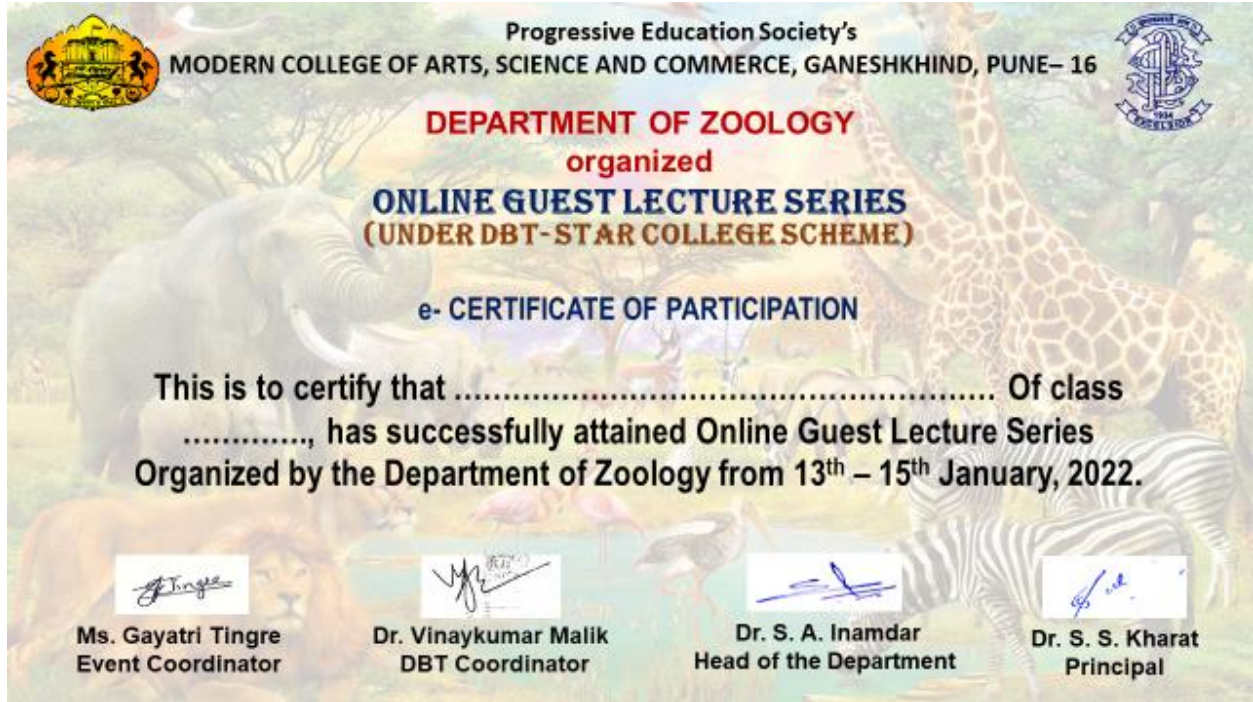 Progressive Education Society's
MODERN COLLEGE OF ARTS, SCIENCE AND COMMERCE, GANESHKHIND, PUNE– 16
1934
EXCELSIOR
DEPARTMENT OF ZOOLOGY
organized
ONLINE GUEST LECTURE SERIES
(UNDER DBT-STAR COLLEGE SCHEME)
e- CERTIFICATE OF PARTICIPATION
This is to certify that ………………………………………………… Of class
…………., has successfully attained Online Guest Lecture Series
Organized by the Department of Zoology from 13th – 15th January, 2022.
Tingre
Ms. Gayatri Tingre
Event Coordinator
Dr. Vinaykumar Malik
DBT Coordinator
Dr. S. A. Inamdar
Head of the Department
Dr. S. S. Kharat
Principal